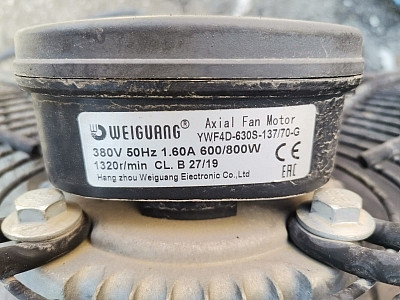 WEIGUANG® Axial Fan Motor
YWF4D-630S-137/70-G
380V 50Hz 1.60A 600/800W
1320r/min CL. B 27/19
Hang zhou Weiguang Electronic Co.,Ltd
CE
EAC